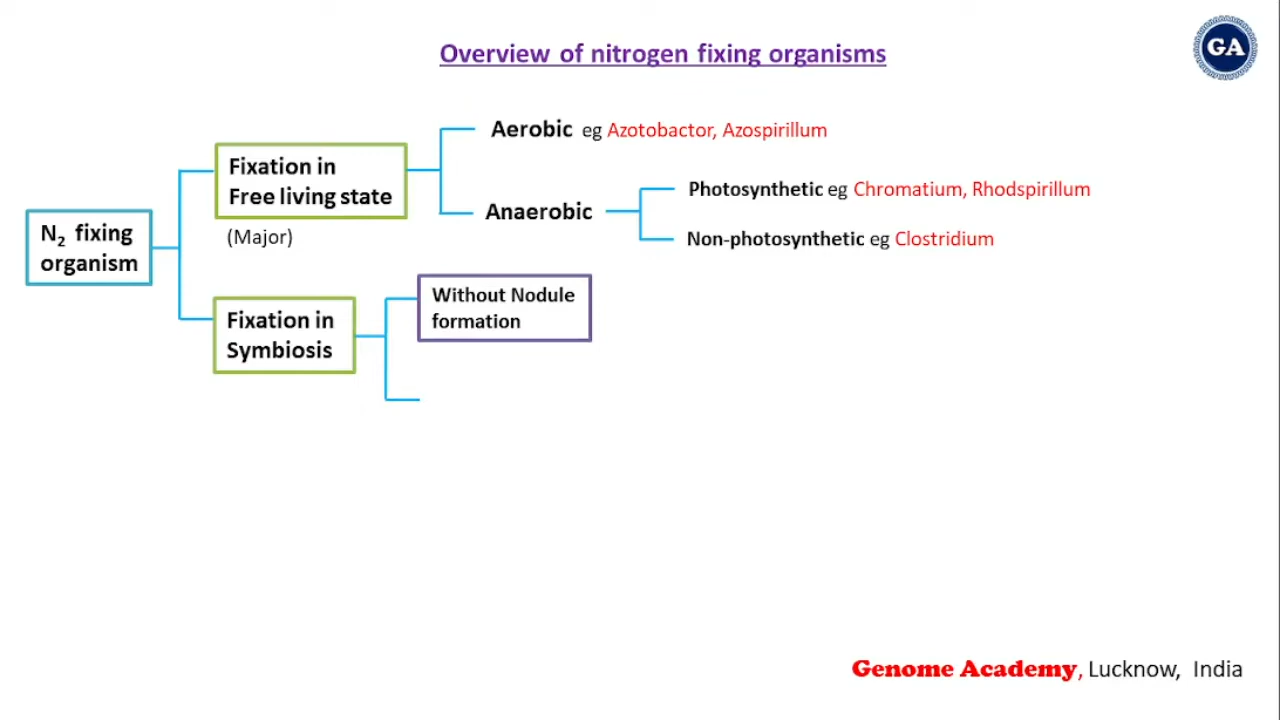 Overview of nitrogen fixing organisms
GA
Aerobic eg Azotobactor, Azospirillum
Fixation in
Free living state
(Major)
Anaerobic
Photosynthetic eg Chromatium, Rhodspirillum
Non-photosynthetic eg Clostridium
N₂ fixing
organism
Without Nodule
formation
Fixation in
Symbiosis
Genome Academy, Lucknow, India